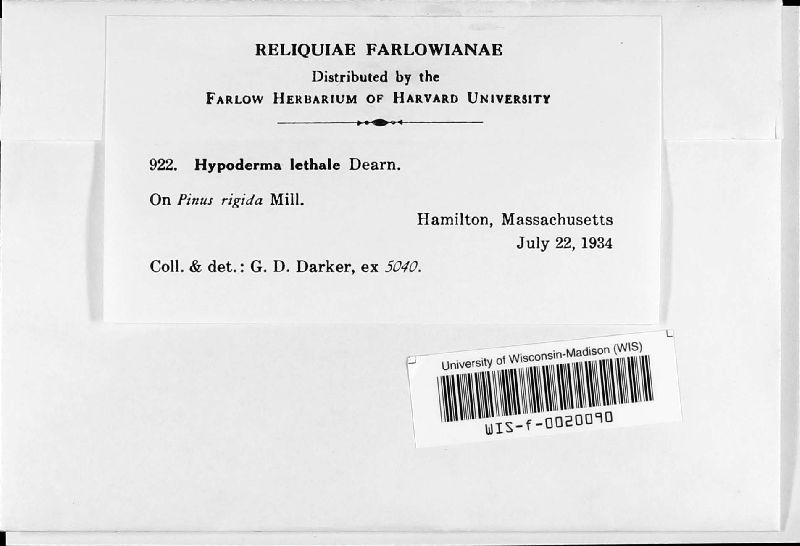 RELIQUIAE FARLOWIANAE
Distributed by the
FARLOW HERBARIUM OF HARVARD UNIVERSITY
922. Hypoderma lethale Dearn.
On Pinus rigida Mill.
Hamilton, Massachusetts
July 22, 1934
Coll. & det.: G. D. Darker, ex 5040.
University of Wisconsin-Madison (WIS)
WIS-f-0020090